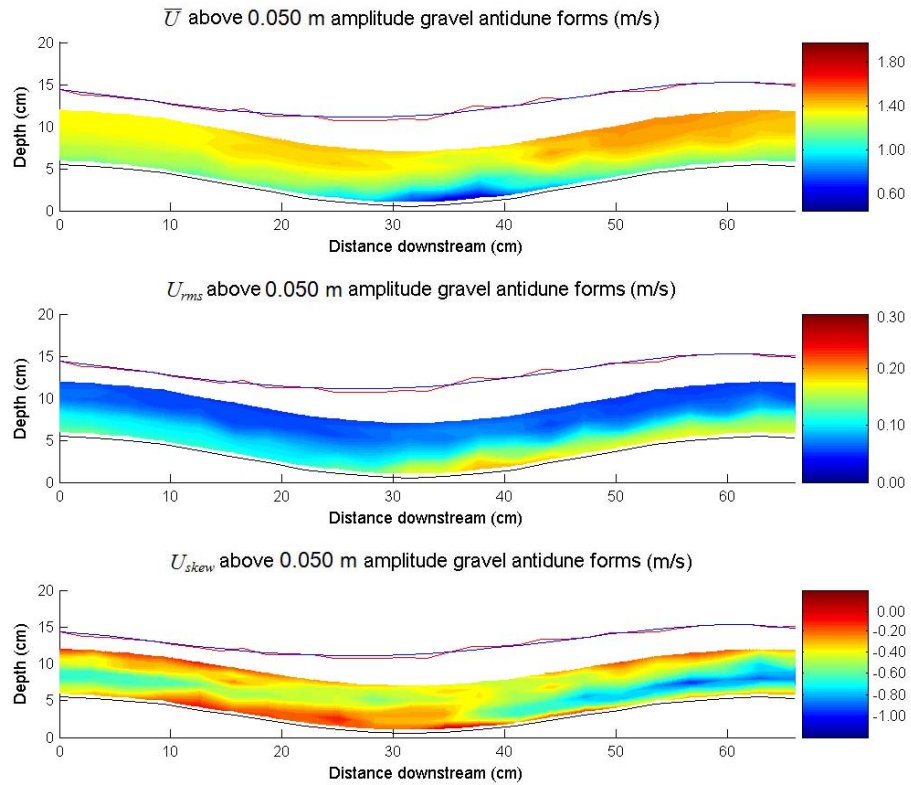 U̅ above 0.050 m amplitude gravel antidune forms (m/s)
20
15
10
5
0
Depth (cm)
0 10 20 30 40 50 60
Distance downstream (cm)
1.80
1.40
1.00
0.60
U_rms above 0.050 m amplitude gravel antidune forms (m/s)
20
15
10
5
0
Depth (cm)
0 10 20 30 40 50 60
Distance downstream (cm)
0.30
0.20
0.10
0.00
U_skew above 0.050 m amplitude gravel antidune forms (m/s)
20
15
10
5
0
Depth (cm)
0 10 20 30 40 50 60
Distance downstream (cm)
0.00
-0.20
-0.40
-0.60
-0.80
-1.00